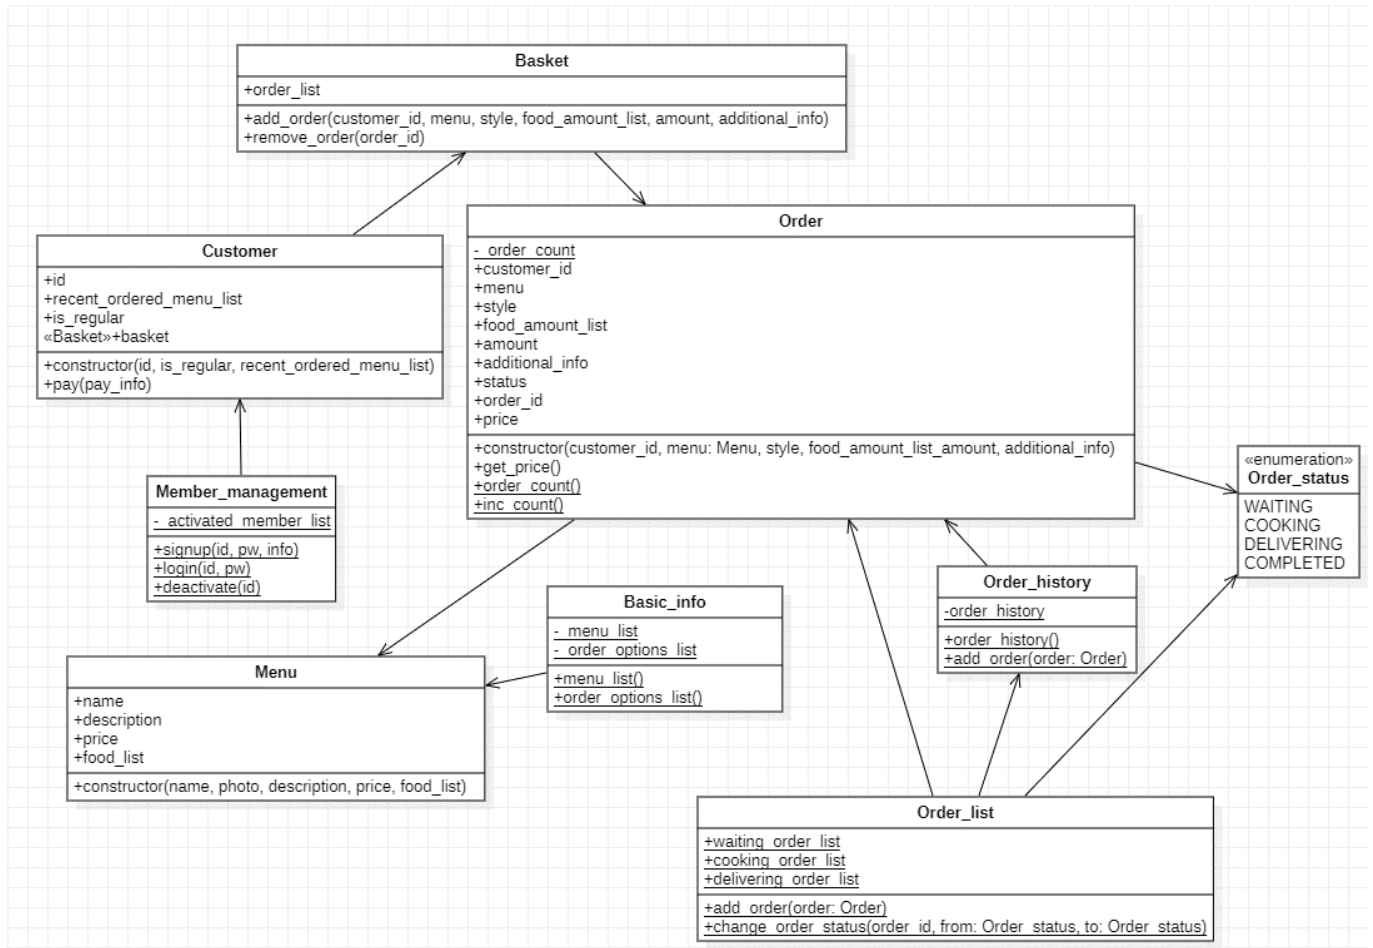 Basket
+order_list
+add_order(customer_id, menu, style, food_amount_list, amount, additional_info)
+remove_order(order_id)
Customer
+id
+recent_ordered_menu_list
+is_regular
«Basket»+basket
+constructor(id, is_regular, recent_ordered_menu_list)
+pay(pay_info)
Order
-_order_count
+customer_id
+menu
+style
+food_amount_list
+amount
+additional_info
+status
+order_id
+price
+constructor(customer_id, menu: Menu, style, food_amount_list_amount, additional_info)
+get_price()
+order_count()
+inc_count()
«enumeration»
Order_status
WAITING
COOKING
DELIVERING
COMPLETED
Member_management
-_activated_member_list
+signup(id, pw, info)
+login(id, pw)
+deactivate(id)
Order_history
-order_history
+order_history()
+add_order(order: Order)
Basic_info
-_menu_list
-_order_options_list
+menu_list()
+order_options_list()
Menu
+name
+description
+price
+food_list
+constructor(name, photo, description, price, food_list)
Order_list
+waiting_order_list
+cooking_order_list
+delivering_order_list
+add_order(order: Order)
+change_order_status(order_id, from: Order_status, to: Order_status)